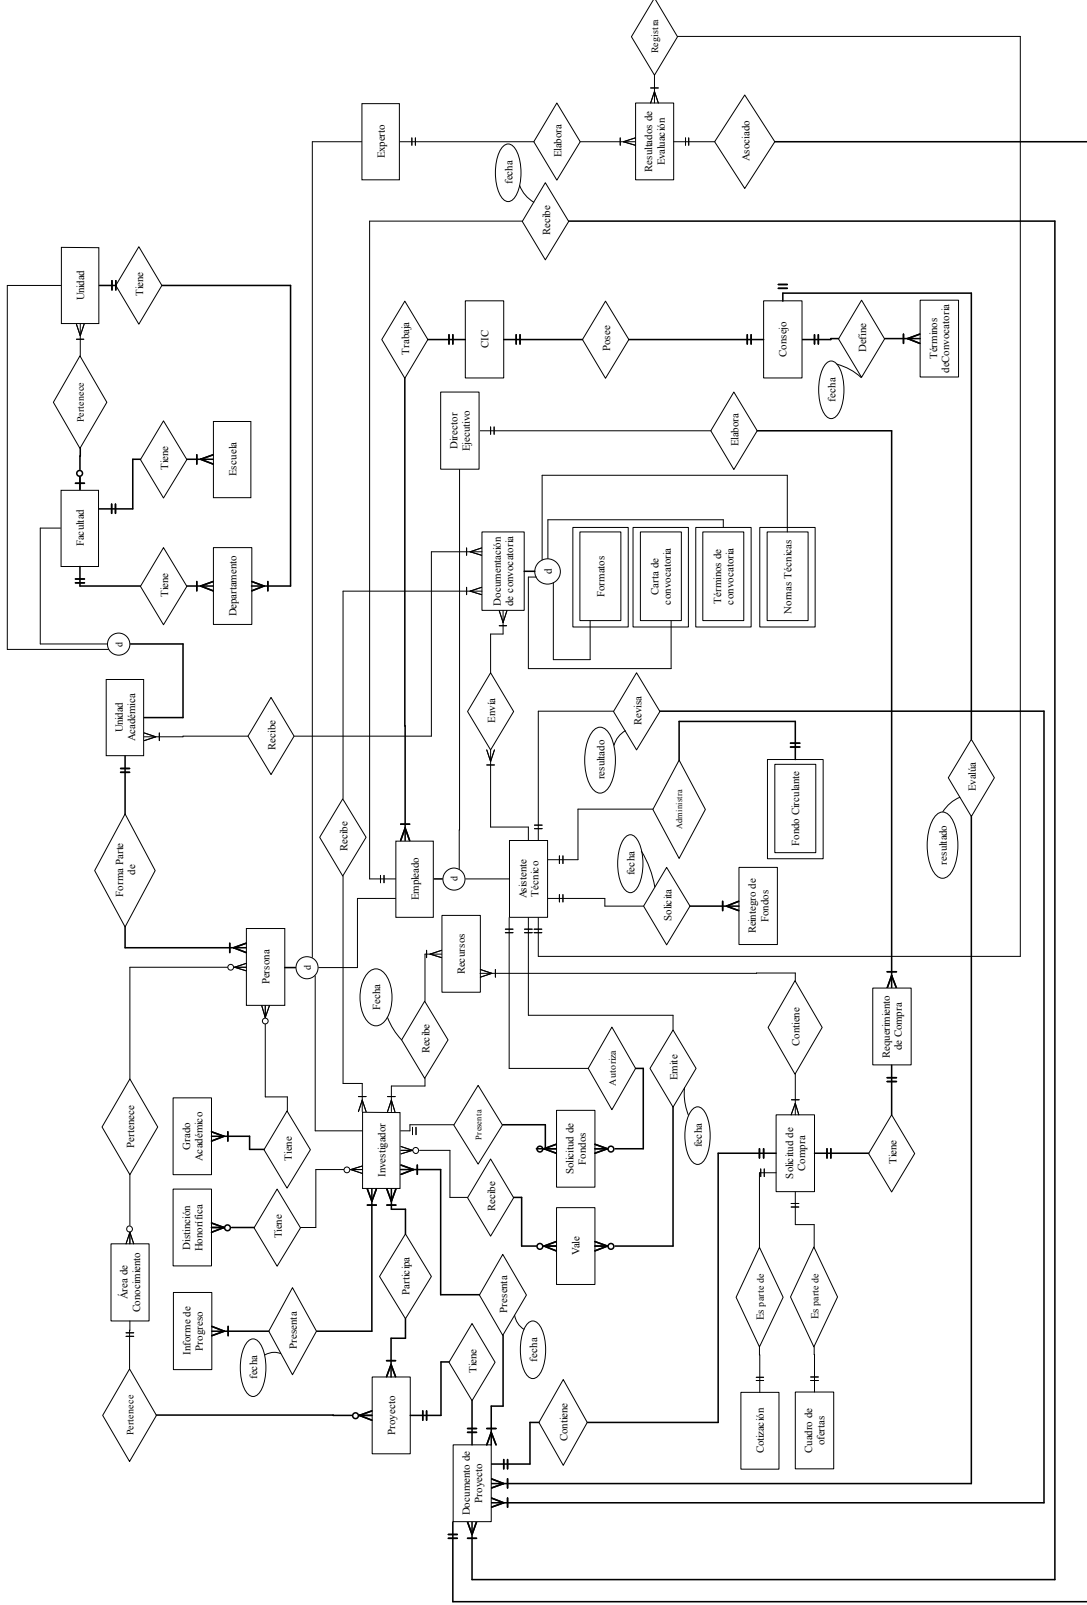 Facultad
Pertenece
Unidad
Pertenece
Área de
Conocimiento
Pertenece
Forma Parte
de
Unidad
Académica
d
Tiene
Tiene
Tiene
Informe de
Progreso
Distinción
Honorífica
Grado
Académico
Departamento
Escuela
fecha
Presenta
Tiene
Tiene
Persona
Recibe
d
Recibe
Investigador
Fecha
Experto
Proyecto
Participa
Empleado
Trabaja
Recibe
d
Documento de
Proyecto
Tiene
Presenta
Recursos
Director
Ejecutivo
CIC
Presenta
Recibe
Envía
Documentación
de convocatoria
fecha
fecha
Asistente
Técnico
d
Recibe
Elabora
Contiene
Vale
Solicitud de
Fondos
resultado
Formatos
Posee
Autoriza
fecha
Revisa
Carta de
convocatoria
Resultados de
Evaluación
Registra
Emite
Solicita
Administra
fecha
Términos de
convocatoria
Elabora
Asociado
Cotización
Es parte de
Reintegro de
Fondos
Normas Técnicas
Consejo
Cuadro de
ofertas
Es parte de
Solicitud de
Compra
Contiene
Fondo Circulante
fecha
Define
Tiene
Requerimiento
de Compra
resultado
Términos
deConvocatoria
Evalúa